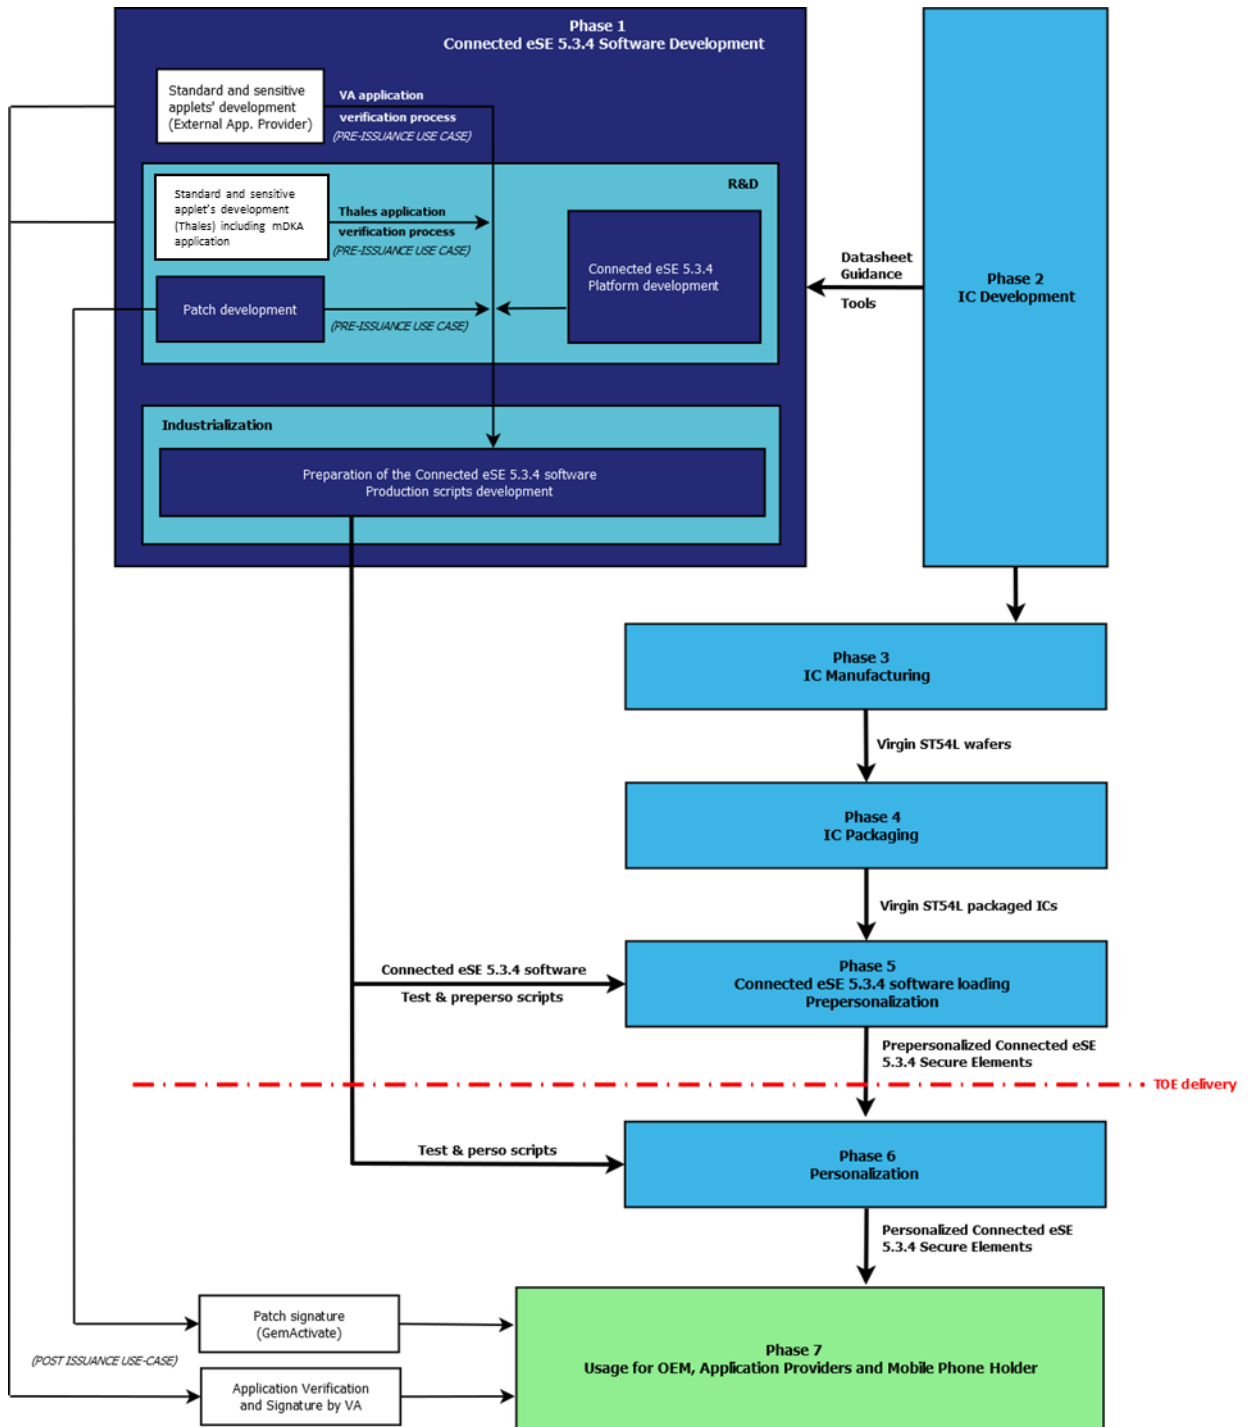 Phase 1
Connected eSE 5.3.4 Software Development
Standard and sensitive
applets' development
(External App. Provider)
VA application
verification process
(PRE-ISSUANCE USE CASE)
R&D
Standard and sensitive
applet's development
(Thales) including mDKA
application
Thales application
verification process
(PRE-ISSUANCE USE CASE)
Connected eSE 5.3.4
Platform development
Patch development
(PRE-ISSUANCE USE CASE)
Datasheet
Guidance
Tools
Phase 2
IC Development
Industrialization
Preparation of the Connected eSE 5.3.4 software
Production scripts development
Phase 3
IC Manufacturing
Virgin ST54L wafers
Phase 4
IC Packaging
Virgin ST54L packaged ICs
Connected eSE 5.3.4 software
Test & preperso scripts
Phase 5
Connected eSE 5.3.4 software loading
Prepersonalization
Prepersonalized Connected eSE
5.3.4 Secure Elements
TOE delivery
Test & perso scripts
Phase 6
Personalization
Personalized Connected eSE
5.3.4 Secure Elements
Patch signature
(GemActivate)
(POST ISSUANCE USE-CASE)
Application Verification
and Signature by VA
Phase 7
Usage for OEM, Application Providers and Mobile Phone Holder